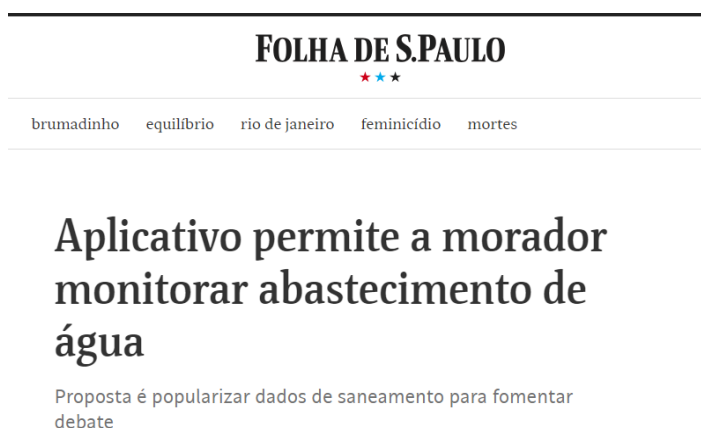 FOLHA DE S.PAULO
brumadinho equilíbrio rio de janeiro feminicídio mortes
Aplicativo permite a morador
monitorar abastecimento de
água
Proposta é popularizar dados de saneamento para fomentar
debate